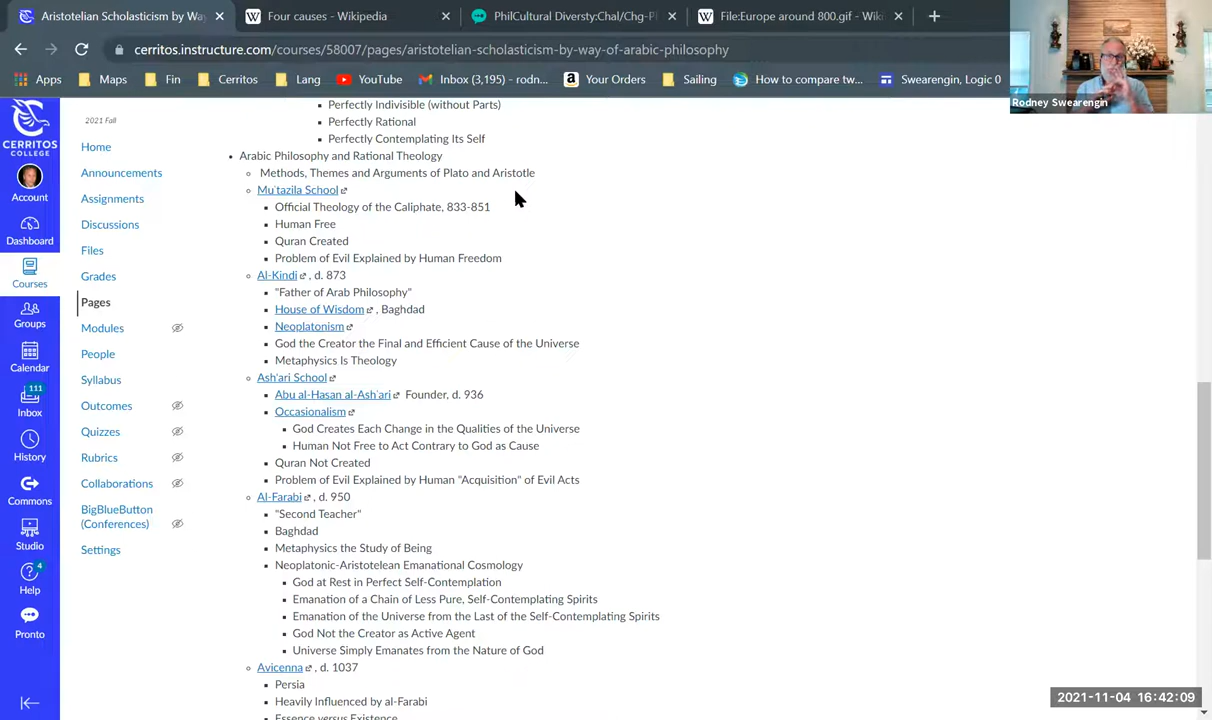 Aristotelian Scholasticism by Way
Four causes - Wikipedia
PhilCultural Diversty:Chal/Chg-P
File:Europe around 800.gif - Wiki
cerritos.instructure.com/courses/58007/pages/aristotelian-scholasticism-by-way-of-arabic-philosophy
Apps
Maps
Fin
Cerritos
Lang
YouTube
Inbox (3,195) - rodn...
Your Orders
Sailing
How to compare tw...
Swearengin, Logic 0
Rodney Swearengin
CERRITOS
COLLEGE
Account
Dashboard
Courses
Groups
Calendar
111
Inbox
History
Commons
Studio
4
Help
Pronto
2021 Fall
Home
Announcements
Assignments
Discussions
Files
Grades
Pages
Modules
People
Syllabus
Outcomes
Quizzes
Rubrics
Collaborations
BigBlueButton
(Conferences)
Settings
Perfectly Indivisible (without Parts)
Perfectly Rational
Perfectly Contemplating Its Self
Arabic Philosophy and Rational Theology
Methods, Themes and Arguments of Plato and Aristotle
Muʿtazila School
Official Theology of the Caliphate, 833-851
Human Free
Quran Created
Problem of Evil Explained by Human Freedom
Al-Kindi , d. 873
"Father of Arab Philosophy"
House of Wisdom , Baghdad
Neoplatonism
God the Creator the Final and Efficient Cause of the Universe
Metaphysics Is Theology
Ash'ari School
Abu al-Hasan al-Ashʿari Founder, d. 936
Occasionalism
God Creates Each Change in the Qualities of the Universe
Human Not Free to Act Contrary to God as Cause
Quran Not Created
Problem of Evil Explained by Human "Acquisition" of Evil Acts
Al-Farabi , d. 950
"Second Teacher"
Baghdad
Metaphysics the Study of Being
Neoplatonic-Aristotelean Emanational Cosmology
God at Rest in Perfect Self-Contemplation
Emanation of a Chain of Less Pure, Self-Contemplating Spirits
Emanation of the Universe from the Last of the Self-Contemplating Spirits
God Not the Creator as Active Agent
Universe Simply Emanates from the Nature of God
Avicenna , d. 1037
Persia
Heavily Influenced by al-Farabi
Essence versus Existence
2021-11-04 16:42:09